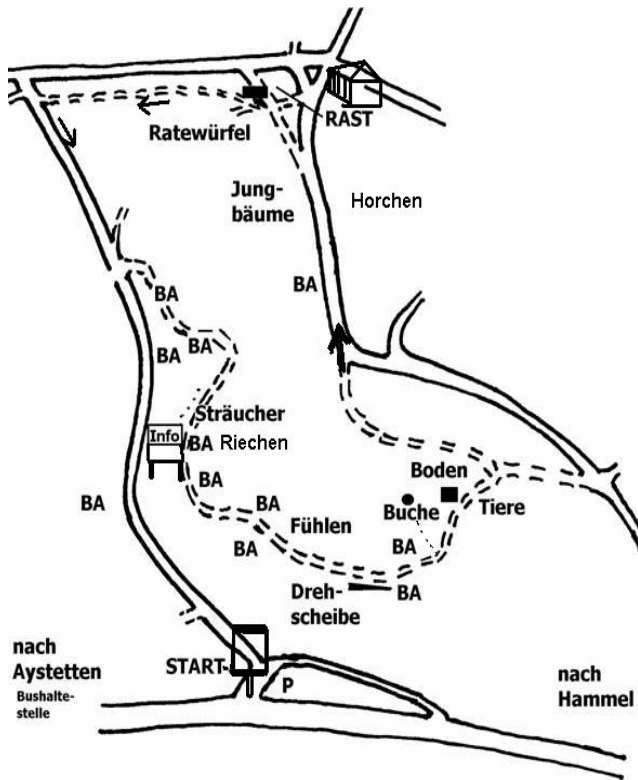 RAST
Ratewürfel
Jung-
bäume
Horchen
BA
BA
BA
BA
Sträucher
Info
BA
Riechen
BA
Boden
BA
BA
Buche
Tiere
Fühlen
BA
BA
Dreh-
scheibe
BA
nach
Aystetten
Bushalte-
stelle
START
P
nach
Hammel